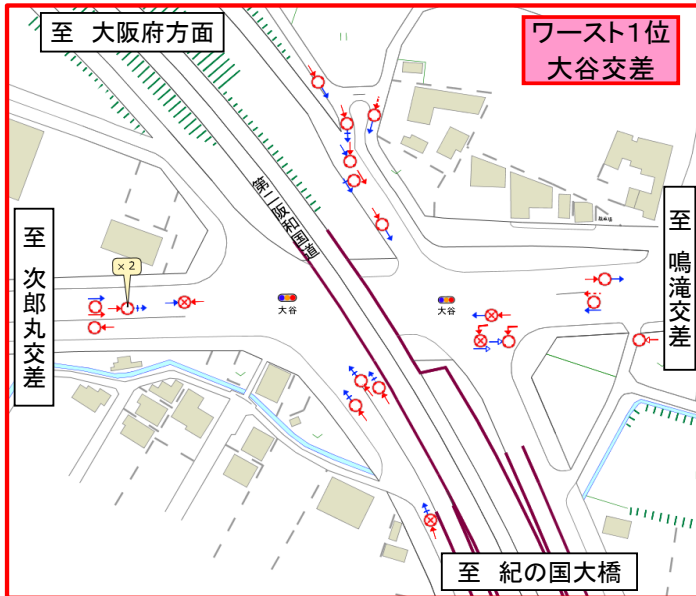 至 大阪府方面
ワースト1位
大谷交差
第二阪和国道
至 次郎丸交差
至 鳴滝交差
×2
大谷
大谷
至 紀の国大橋